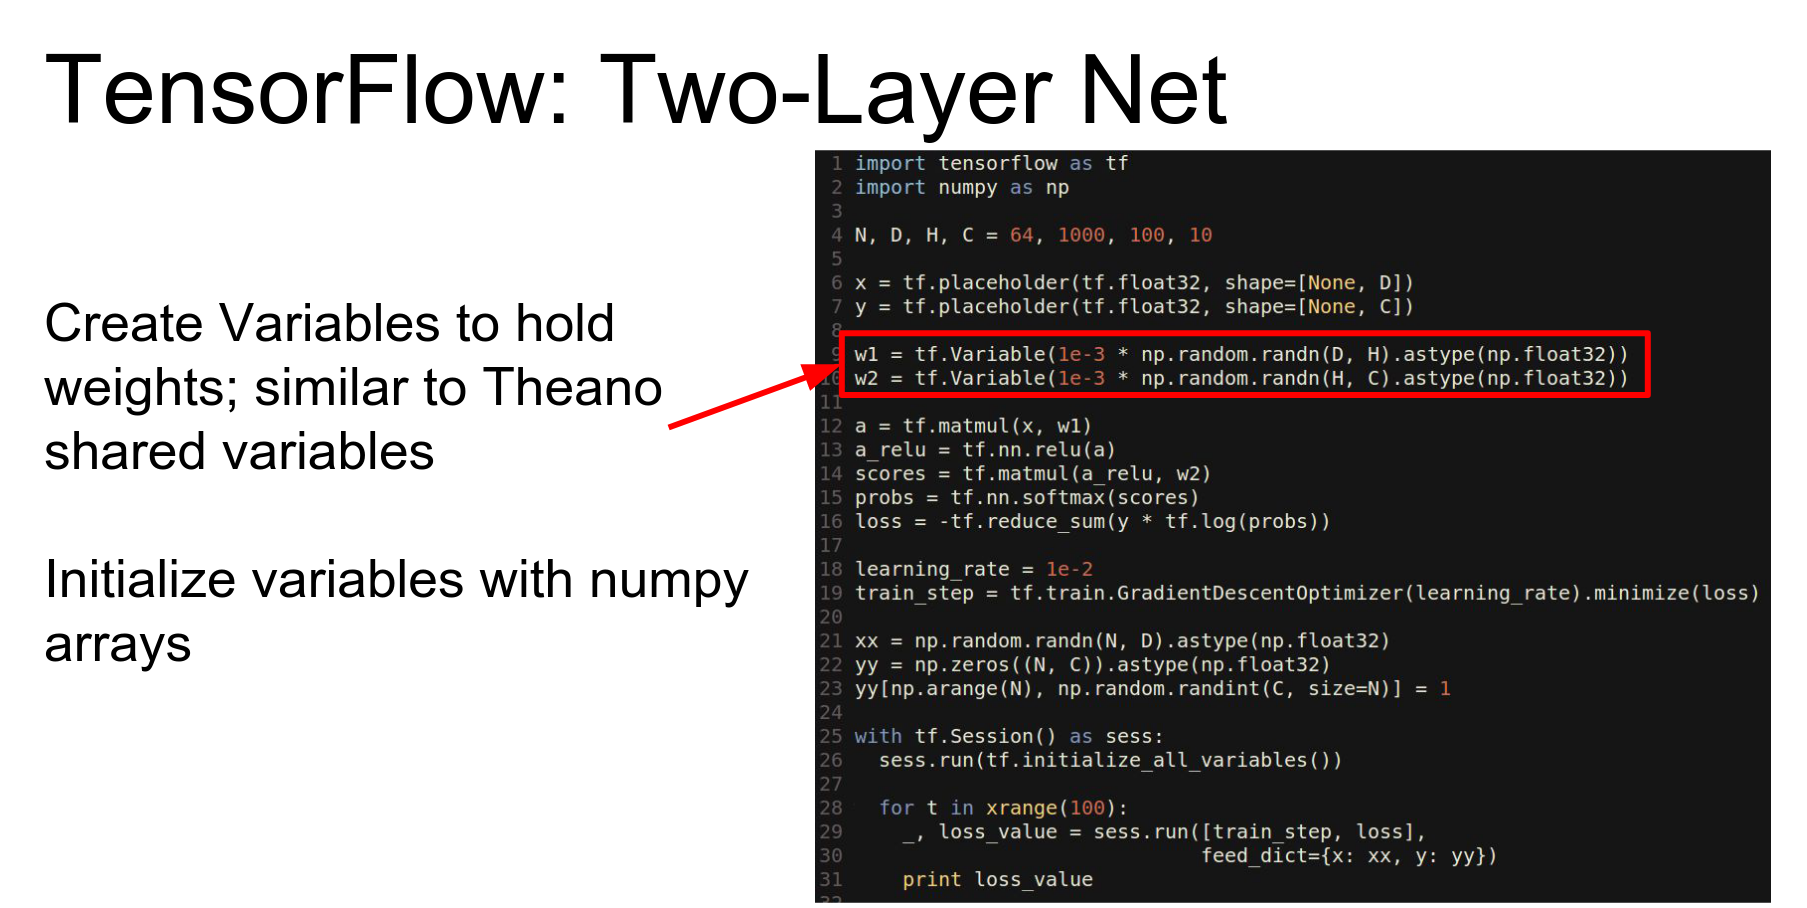 TensorFlow: Two-Layer Net
Create Variables to hold
weights; similar to Theano
shared variables
Initialize variables with numpy
arrays
1 import tensorflow as tf
2 import numpy as np
3
4 N, D, H, C = 64, 1000, 100, 10
5
6 x = tf.placeholder(tf.float32, shape=[None, D])
7 y = tf.placeholder(tf.float32, shape=[None, C])
8
9 w1 = tf.Variable(1e-3 * np.random.randn(D, H).astype(np.float32))
10 w2 = tf.Variable(1e-3 * np.random.randn(H, C).astype(np.float32))
11
12 a = tf.matmul(x, w1)
13 a_relu = tf.nn.relu(a)
14 scores = tf.matmul(a_relu, w2)
15 probs = tf.nn.softmax(scores)
16 loss = -tf.reduce_sum(y * tf.log(probs))
17
18 learning_rate = 1e-2
19 train_step = tf.train.GradientDescentOptimizer(learning_rate).minimize(loss)
20
21 xx = np.random.randn(N, D).astype(np.float32)
22 yy = np.zeros((N, C)).astype(np.float32)
23 yy[np.arange(N), np.random.randint(C, size=N)] = 1
24
25 with tf.Session() as sess:
26   sess.run(tf.initialize_all_variables())
27
28   for t in xrange(100):
29     _, loss_value = sess.run([train_step, loss],
30                              feed_dict={x: xx, y: yy})
31     print loss_value
32